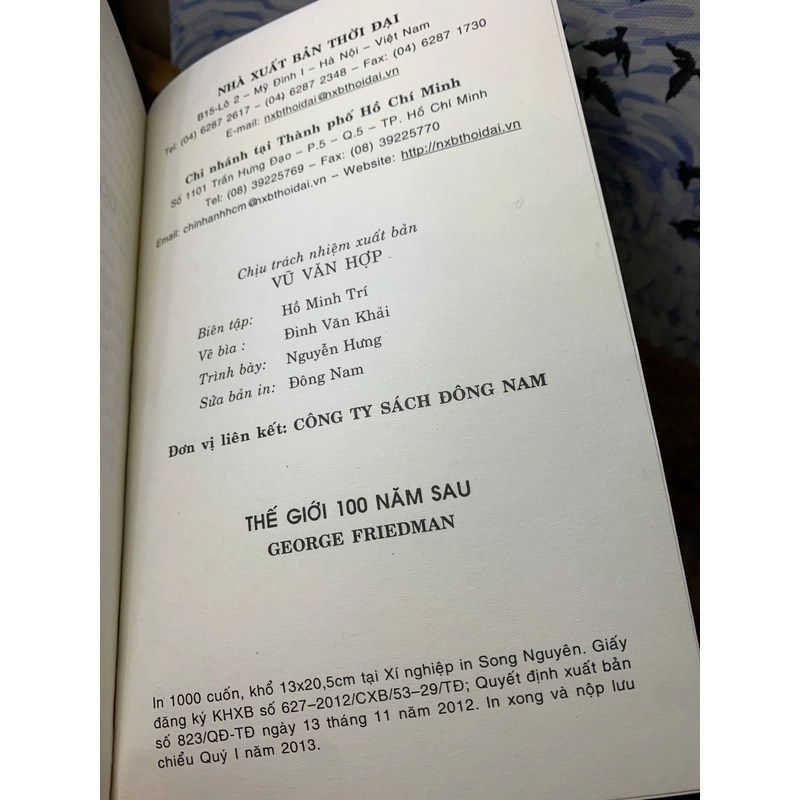 NHÀ XUẤT BẢN THỜI ĐẠI
B15-Lô 2 – Mỹ Đình I – Hà Nội – Việt Nam
Tel: (04) 6287 2617 – (04) 6287 2348 – Fax: (04) 6287 1730
E-mail: nxbthoidai@nxbthoidai.vn
Chi nhánh tại Thành phố Hồ Chí Minh
Số 1101 Trần Hưng Đạo – P.5 – Q.5 – TP. Hồ Chí Minh
Tel: (08) 39225769 – Fax: (08) 39225770
Email: chinhanhhcm@nxbthoidai.vn – Website: http://nxbthoidai.vn
Chịu trách nhiệm xuất bản
VŨ VĂN HỢP
Biên tập: Hồ Minh Trí
Vẽ bìa : Đinh Văn Khải
Trình bày: Nguyễn Hưng
Sửa bản in: Đông Nam
Đơn vị liên kết: CÔNG TY SÁCH ĐÔNG NAM
THẾ GIỚI 100 NĂM SAU
GEORGE FRIEDMAN
In 1000 cuốn, khổ 13x20,5cm tại Xí nghiệp in Song Nguyên. Giấy
đăng ký KHXB số 627–2012/CXB/53–29/TĐ; Quyết định xuất bản
số 823/QĐ-TĐ ngày 13 tháng 11 năm 2012. In xong và nộp lưu
chiểu Quý I năm 2013.